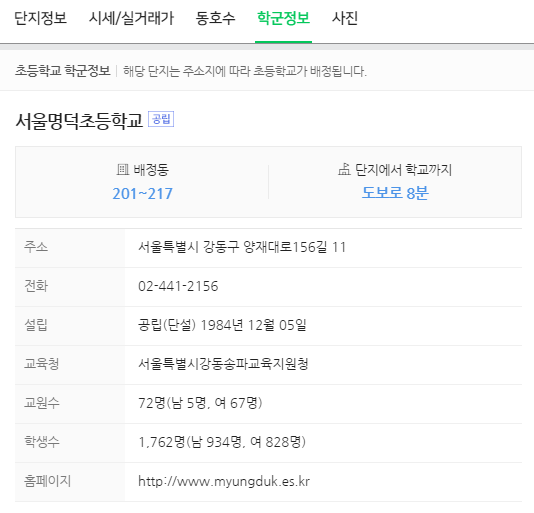 단지정보 시세/실거래가 동호수 학군정보 사진
초등학교 학군정보 해당 단지는 주소지에 따라 초등학교가 배정됩니다.
서울명덕초등학교 공립
배정동 단지에서 학교까지
201~217 도보로 8분
주소 서울특별시 강동구 양재대로156길 11
전화 02-441-2156
설립 공립(단설) 1984년 12월 05일
교육청 서울특별시강동송파교육지원청
교원수 72명(남 5명, 여 67명)
학생수 1,762명(남 934명, 여 828명)
홈페이지 http://www.myungduk.es.kr